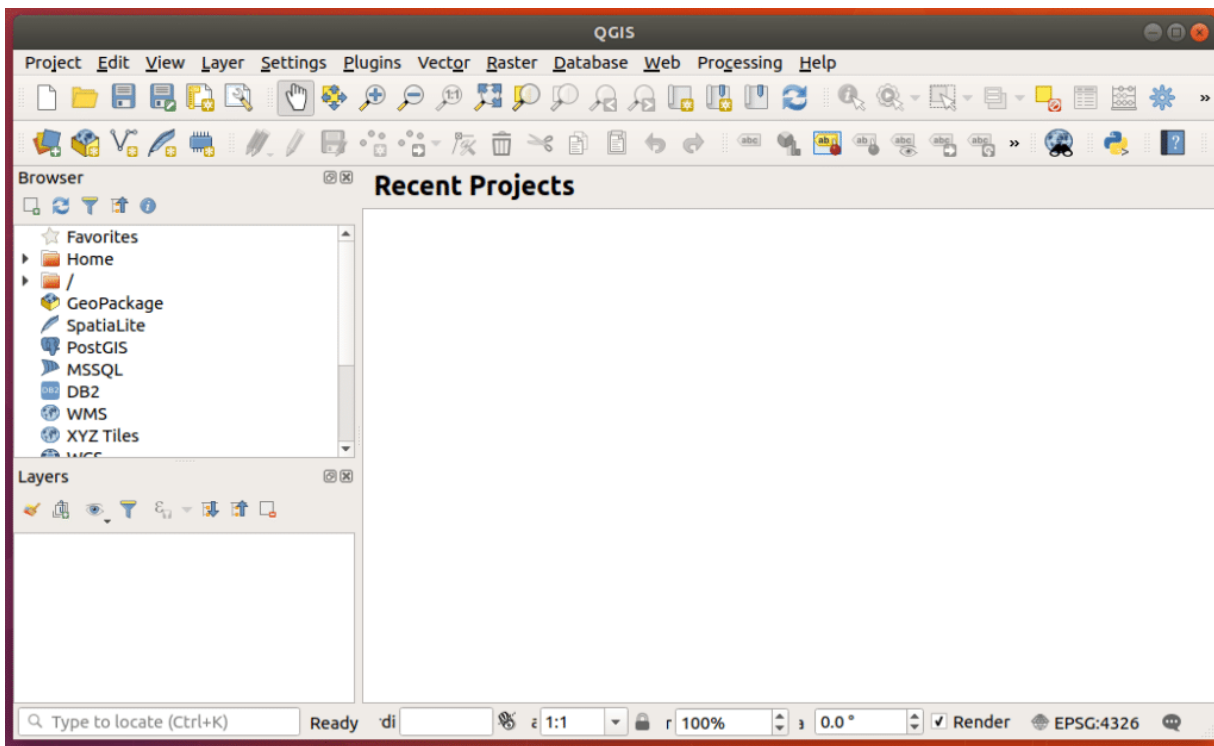 QGIS
Project Edit View Layer Settings Plugins Vector Raster Database Web Processing Help
Browser
Recent Projects
Favorites
Home
/
GeoPackage
SpatiaLite
PostGIS
MSSQL
DB2
WMS
XYZ Tiles
Layers
Type to locate (Ctrl+K) Ready 1:1 100% 0.0 ° Render EPSG:4326